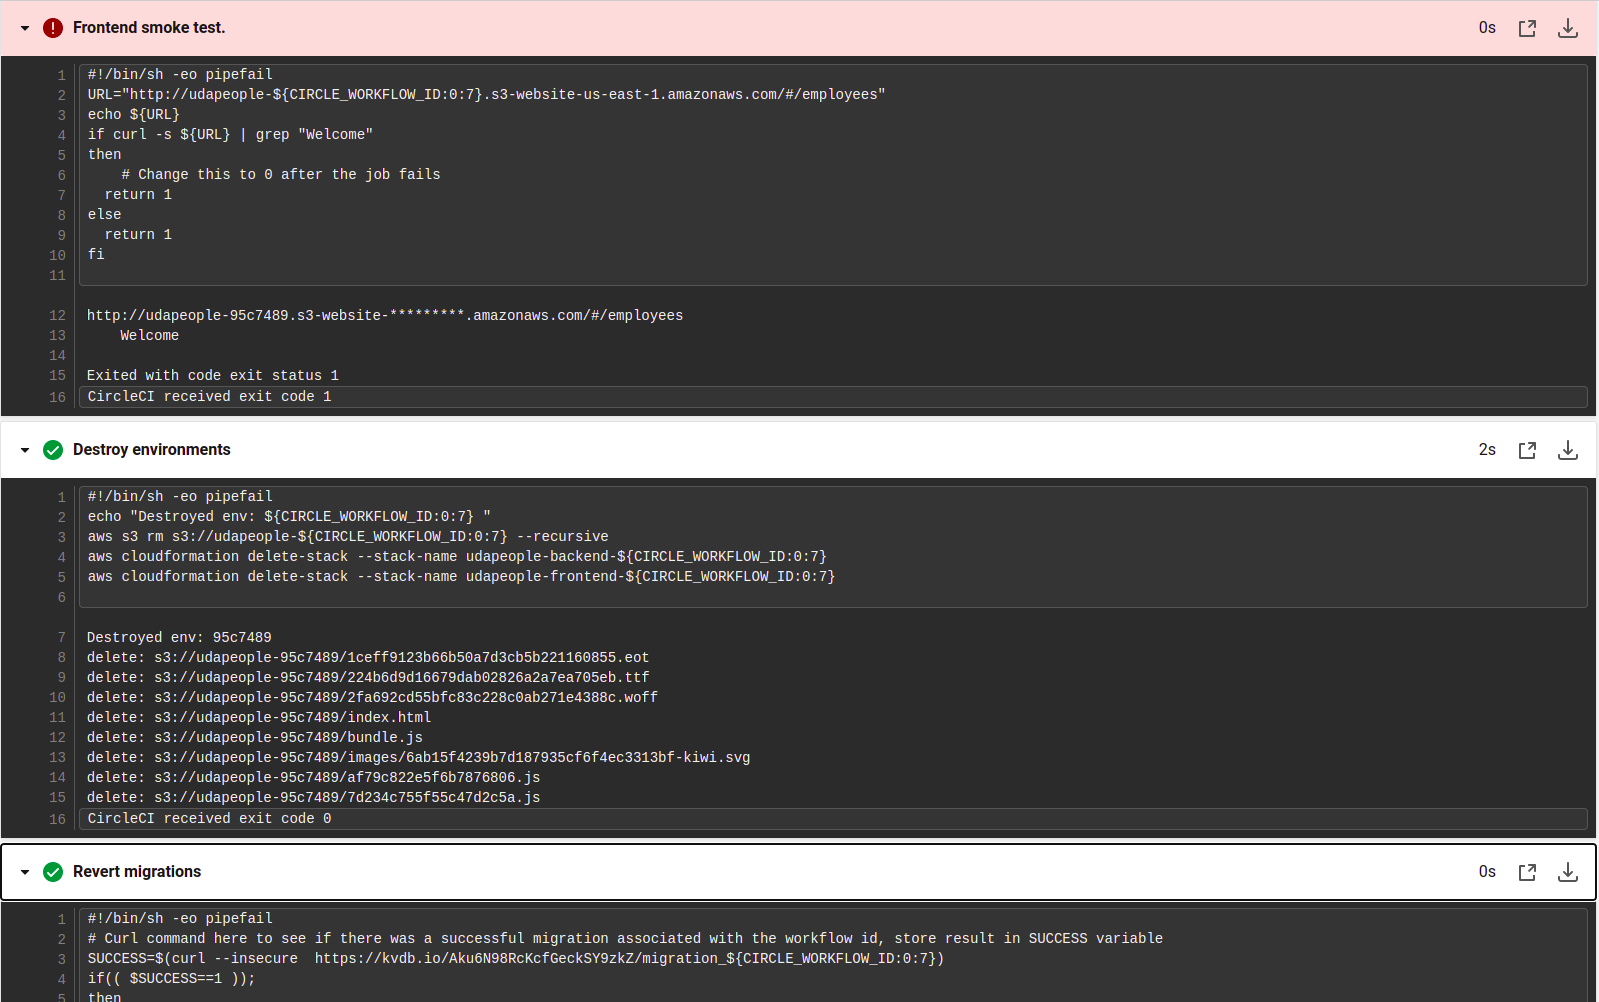 Frontend smoke test. 0s
1 #!/bin/sh -eo pipefail
2 URL="http://udapeople-${CIRCLE_WORKFLOW_ID:0:7}.s3-website-us-east-1.amazonaws.com/#/employees"
3 echo ${URL}
4 if curl -s ${URL} | grep "Welcome"
5 then
6 # Change this to 0 after the job fails
7 return 1
8 else
9 return 1
10 fi
11
12 http://udapeople-95c7489.s3-website-*********.amazonaws.com/#/employees
13 Welcome
14
15 Exited with code exit status 1
16 CircleCI received exit code 1
Destroy environments 2s
1 #!/bin/sh -eo pipefail
2 echo "Destroyed env: ${CIRCLE_WORKFLOW_ID:0:7} "
3 aws s3 rm s3://udapeople-${CIRCLE_WORKFLOW_ID:0:7} --recursive
4 aws cloudformation delete-stack --stack-name udapeople-backend-${CIRCLE_WORKFLOW_ID:0:7}
5 aws cloudformation delete-stack --stack-name udapeople-frontend-${CIRCLE_WORKFLOW_ID:0:7}
6
7 Destroyed env: 95c7489
8 delete: s3://udapeople-95c7489/1ceff9123b66b50a7d3cb5b221160855.eot
9 delete: s3://udapeople-95c7489/224b6d9d16679dab02826a2a7ea705eb.ttf
10 delete: s3://udapeople-95c7489/2fa692cd55bfc83c228c0ab271e4388c.woff
11 delete: s3://udapeople-95c7489/index.html
12 delete: s3://udapeople-95c7489/bundle.js
13 delete: s3://udapeople-95c7489/images/6ab15f4239b7d187935cf6f4ec3313bf-kiwi.svg
14 delete: s3://udapeople-95c7489/af79c822e5f6b7876806.js
15 delete: s3://udapeople-95c7489/7d234c755f55c47d2c5a.js
16 CircleCI received exit code 0
Revert migrations 0s
1 #!/bin/sh -eo pipefail
2 # Curl command here to see if there was a successful migration associated with the workflow id, store result in SUCCESS variable
3 SUCCESS=$(curl --insecure  https://kvdb.io/Aku6N98RcKcfGeckSY9zkZ/migration_${CIRCLE_WORKFLOW_ID:0:7})
4 if(( $SUCCESS==1 ));
5 then